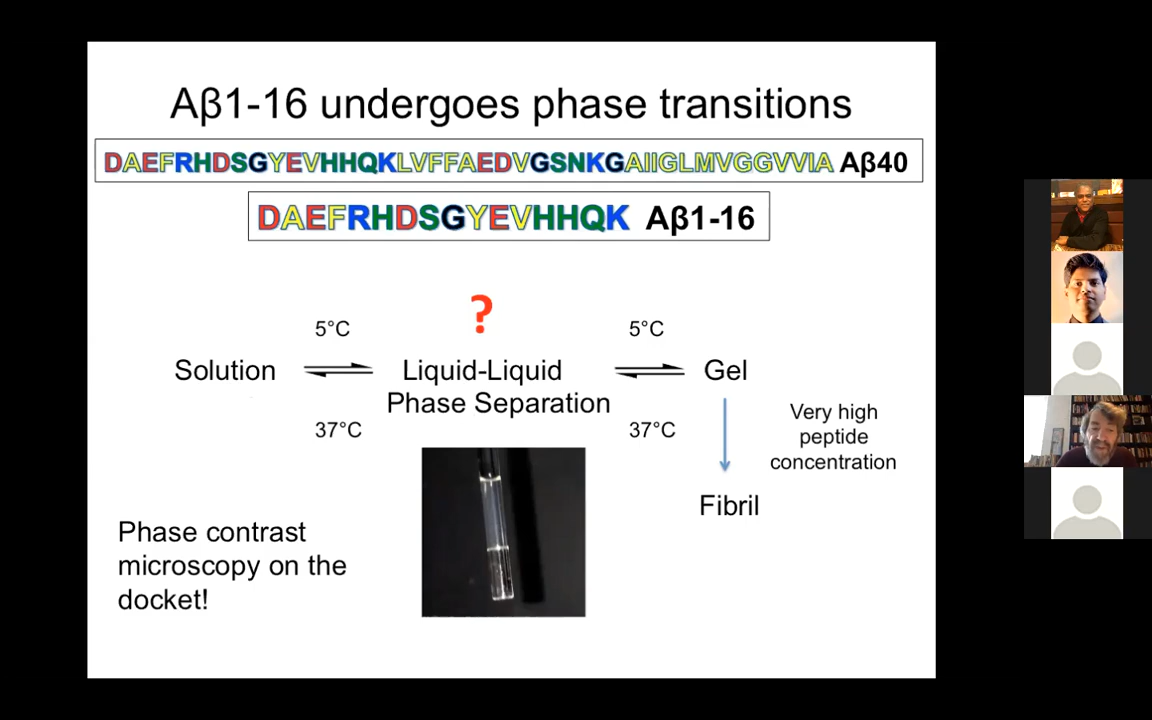 Aβ1-16 undergoes phase transitions
DAEFRHDSGYEVHHQKLVFFAEDVGSNKGAIIGLMVGGVVIA Aβ40
DAEFRHDSGYEVHHQK Aβ1-16
?
5°C
5°C
Solution
Liquid-Liquid
Phase Separation
Gel
37°C
37°C
Very high
peptide
concentration
Fibril
Phase contrast
microscopy on the
docket!